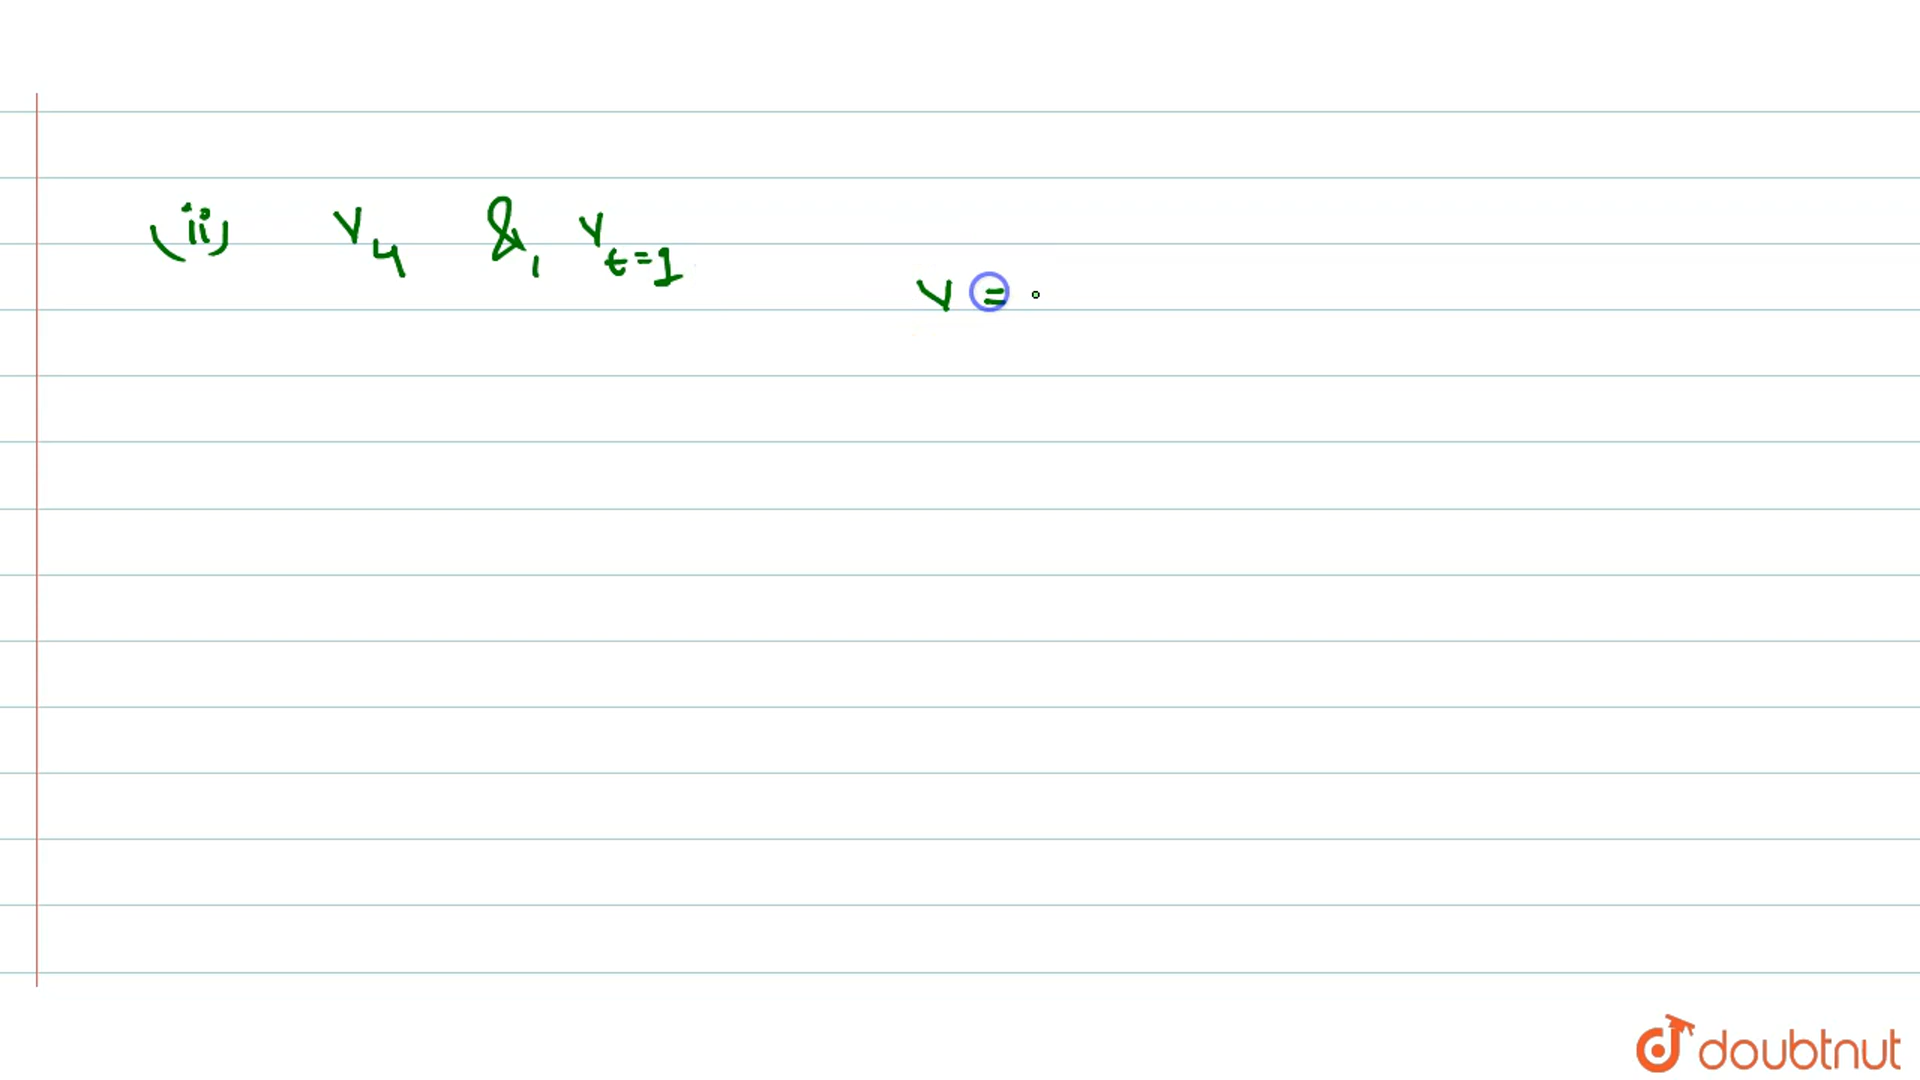 (ii) V₄ &, V t=1
V =
doubtnut